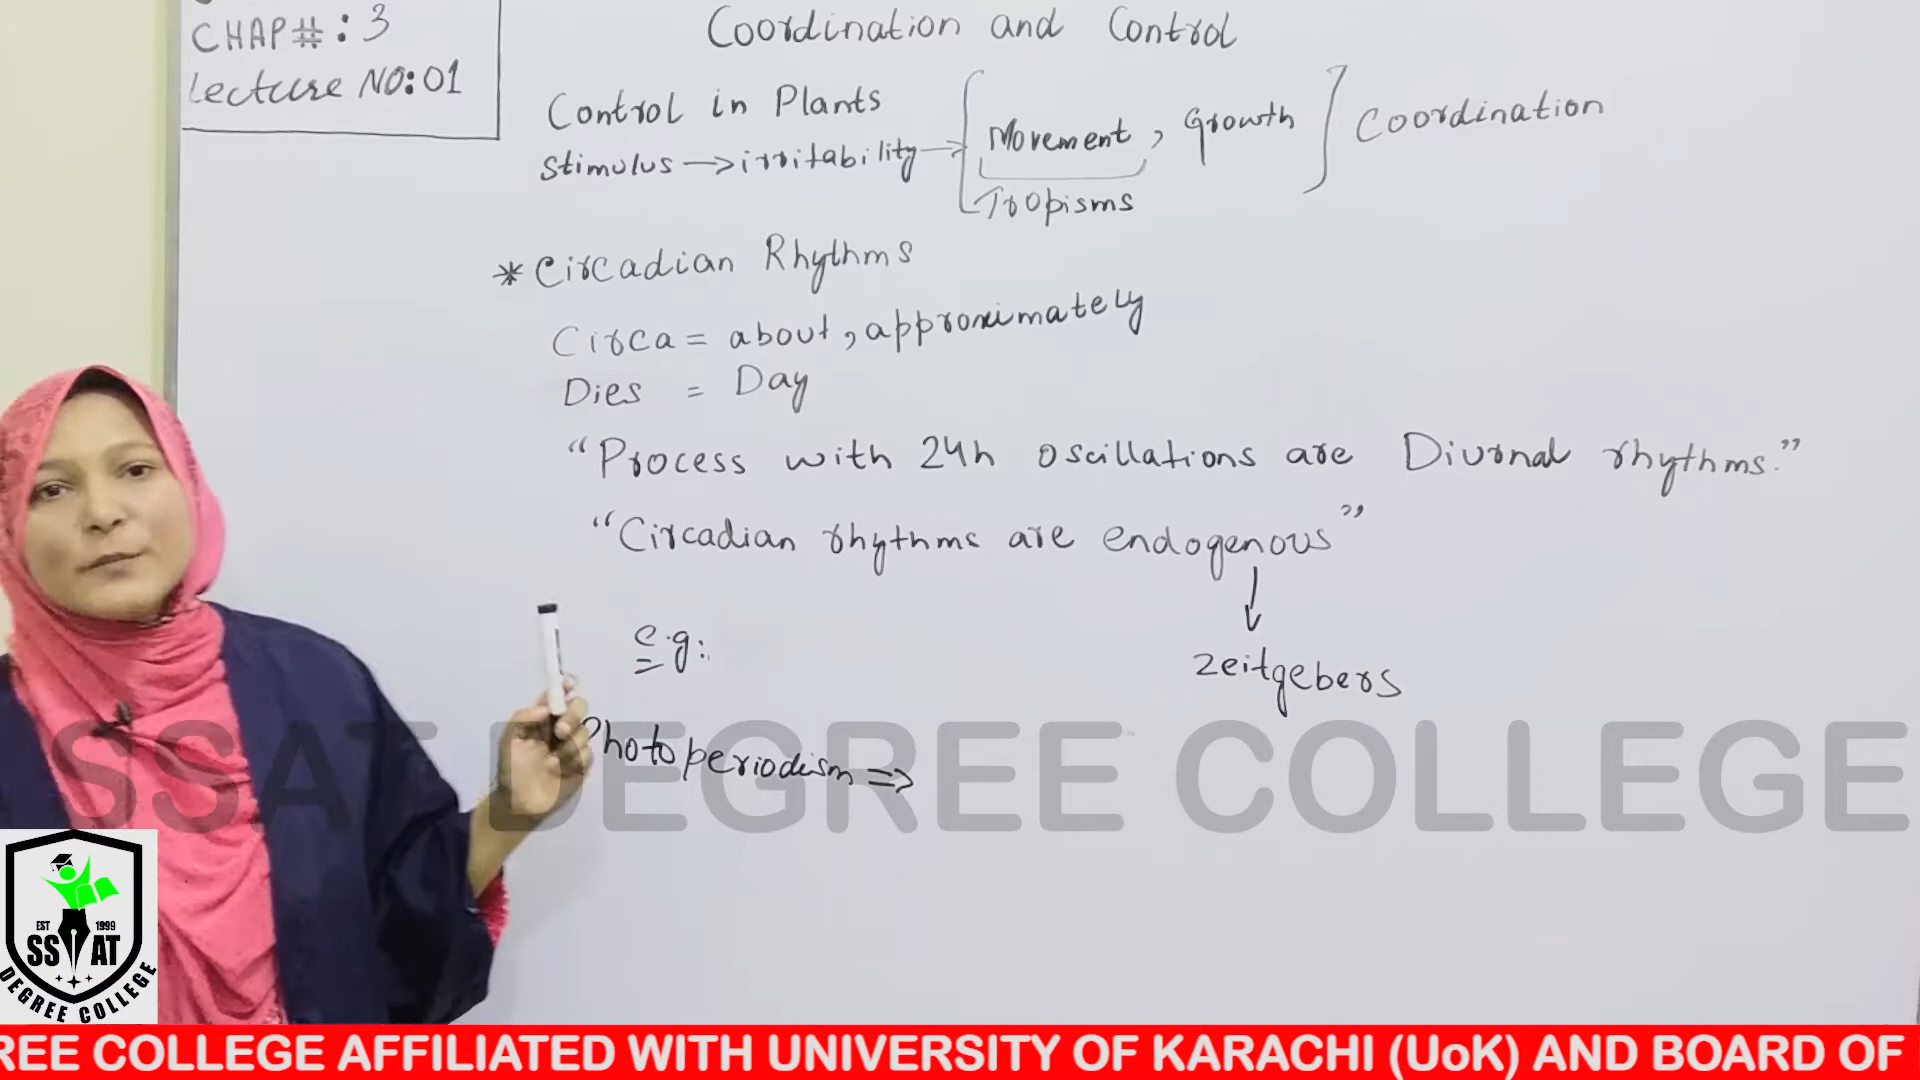 CHAP#: 3
Lecture NO:01
Coordination and Control
Control in Plants
Stimulus → irritability → Movement, Growth Coordination
Tropisms
* Circadian Rhythms
Circa = about, approximately
Dies = Day
"Process with 24h oscillations are Diurnal rhythms."
"Circadian rhythms are endogenous"
↓
e.g:
Zeitgebers
Photoperiodism ⇒
SSAT DEGREE COLLEGE
EST 1999
SSAT
DEGREE COLLEGE
REE COLLEGE AFFILIATED WITH UNIVERSITY OF KARACHI (UoK) AND BOARD OF